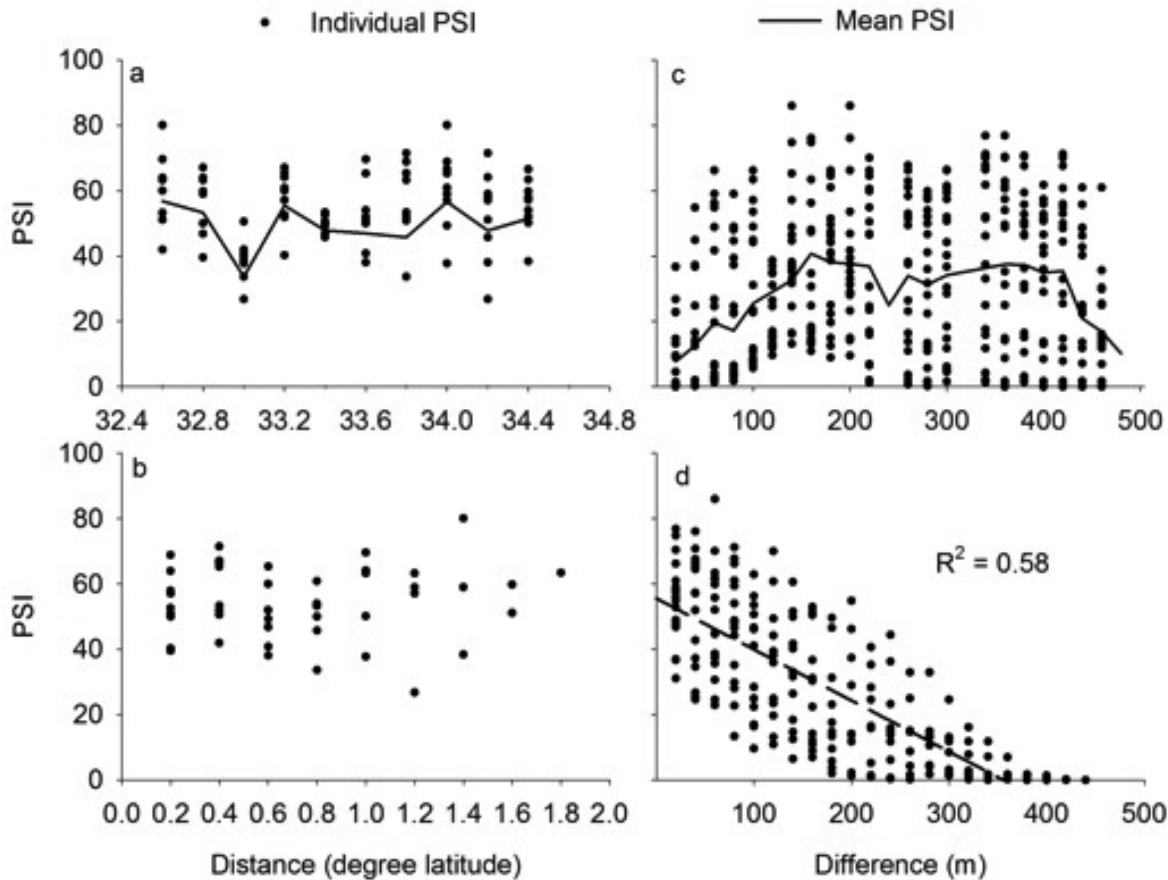 Individual PSI
Mean PSI
PSI
100
80
60
40
20
0
a
32.4 32.8 33.2 33.6 34.0 34.4 34.8
c
100 200 300 400 500
PSI
100
80
60
40
20
0
b
0.0 0.2 0.4 0.6 0.8 1.0 1.2 1.4 1.6 1.8 2.0
Distance (degree latitude)
d
R² = 0.58
100 200 300 400 500
Difference (m)